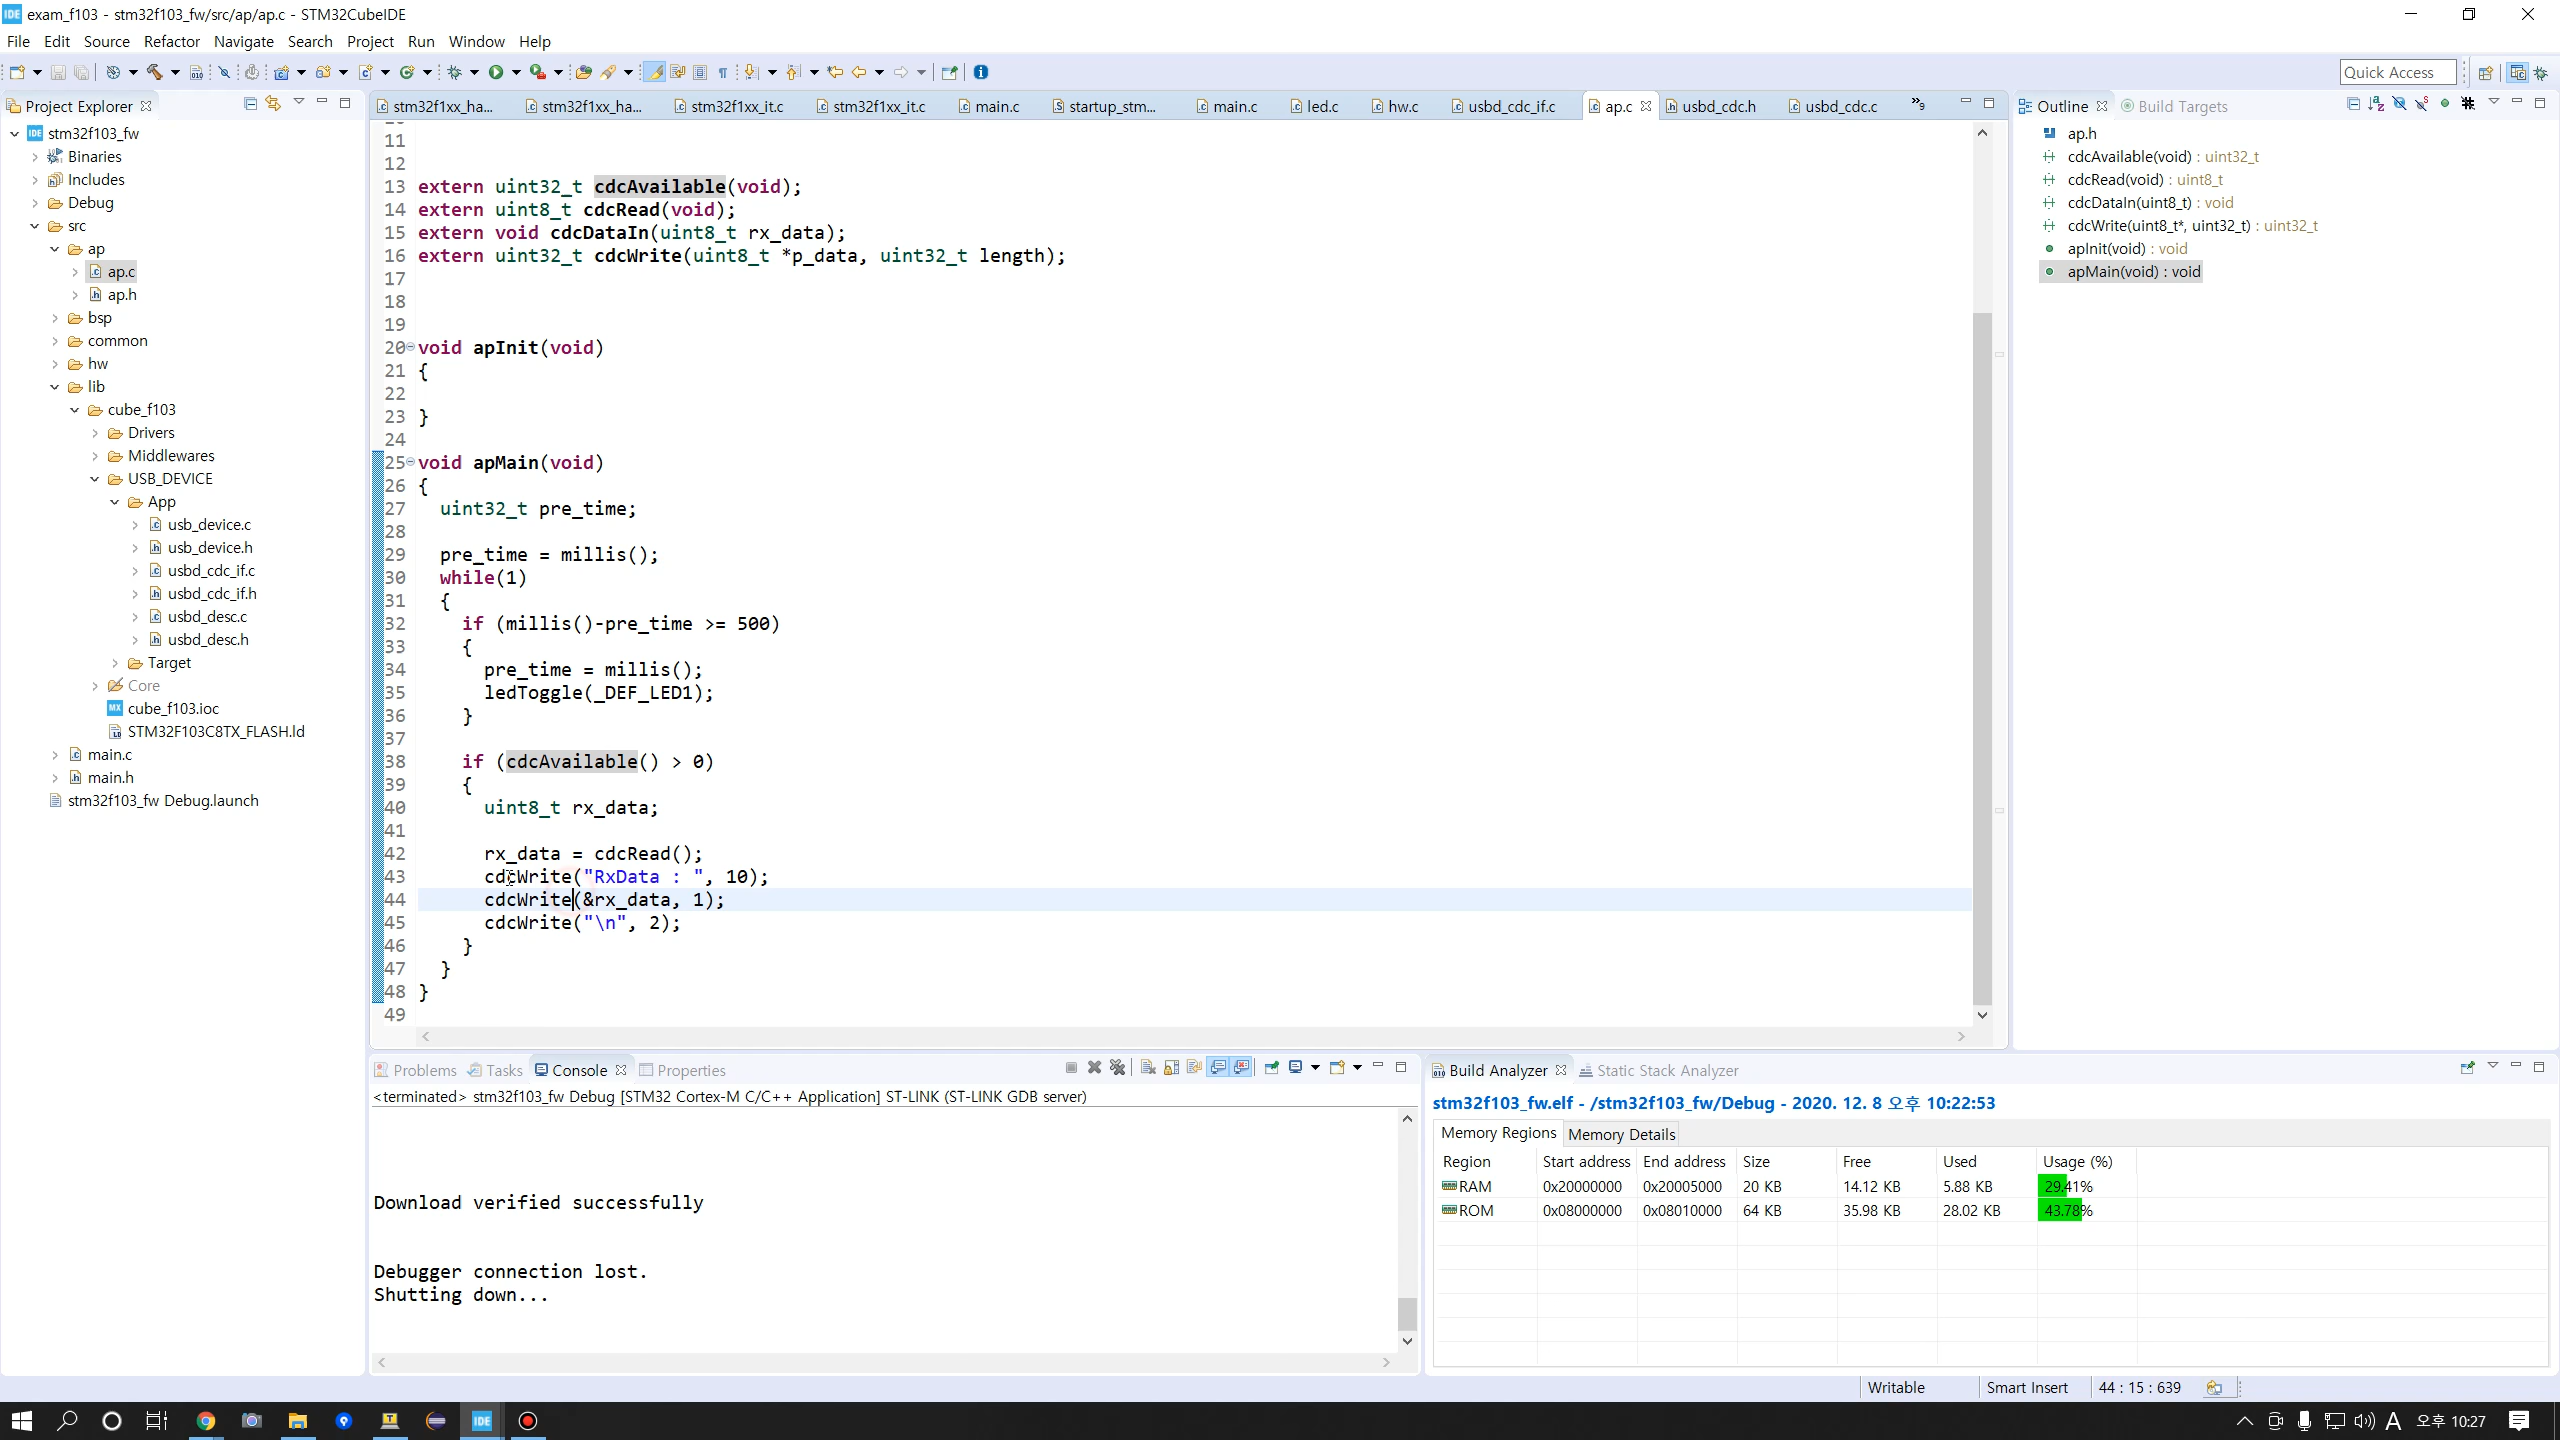 exam_f103 - stm32f103_fw/src/ap/ap.c - STM32CubeIDE
File Edit Source Refactor Navigate Search Project Run Window Help
Quick Access
Project Explorer
stm32f103_fw
Binaries
Includes
Debug
src
ap
ap.c
ap.h
bsp
common
hw
lib
cube_f103
Drivers
Middlewares
USB_DEVICE
App
usb_device.c
usb_device.h
usbd_cdc_if.c
usbd_cdc_if.h
usbd_desc.c
usbd_desc.h
Target
Core
cube_f103.ioc
STM32F103C8TX_FLASH.ld
main.c
main.h
stm32f103_fw Debug.launch
stm32f1xx_ha... stm32f1xx_ha... stm32f1xx_it.c stm32f1xx_it.c main.c startup_stm... main.c led.c hw.c usbd_cdc_if.c ap.c usbd_cdc.h usbd_cdc.c »9
11
12
13 extern uint32_t cdcAvailable(void);
14 extern uint8_t cdcRead(void);
15 extern void cdcDataIn(uint8_t rx_data);
16 extern uint32_t cdcWrite(uint8_t *p_data, uint32_t length);
17
18
19
20 void apInit(void)
21 {
22
23 }
24
25 void apMain(void)
26 {
27 uint32_t pre_time;
28
29 pre_time = millis();
30 while(1)
31 {
32 if (millis()-pre_time >= 500)
33 {
34 pre_time = millis();
35 ledToggle(_DEF_LED1);
36 }
37
38 if (cdcAvailable() > 0)
39 {
40 uint8_t rx_data;
41
42 rx_data = cdcRead();
43 cdcWrite("RxData : ", 10);
44 cdcWrite(&rx_data, 1);
45 cdcWrite("\n", 2);
46 }
47 }
48 }
49
Outline Build Targets
ap.h
cdcAvailable(void) : uint32_t
cdcRead(void) : uint8_t
cdcDataIn(uint8_t) : void
cdcWrite(uint8_t*, uint32_t) : uint32_t
apInit(void) : void
apMain(void) : void
Problems Tasks Console Properties
<terminated> stm32f103_fw Debug [STM32 Cortex-M C/C++ Application] ST-LINK (ST-LINK GDB server)
Download verified successfully
Debugger connection lost.
Shutting down...
Build Analyzer Static Stack Analyzer
stm32f103_fw.elf - /stm32f103_fw/Debug - 2020. 12. 8 오후 10:22:53
Memory Regions Memory Details
Region Start address End address Size Free Used Usage (%)
RAM 0x20000000 0x20005000 20 KB 14.12 KB 5.88 KB 29.41%
ROM 0x08000000 0x08010000 64 KB 35.98 KB 28.02 KB 43.78%
Writable Smart Insert 44 : 15 : 639
IDE
A 오후 10:27